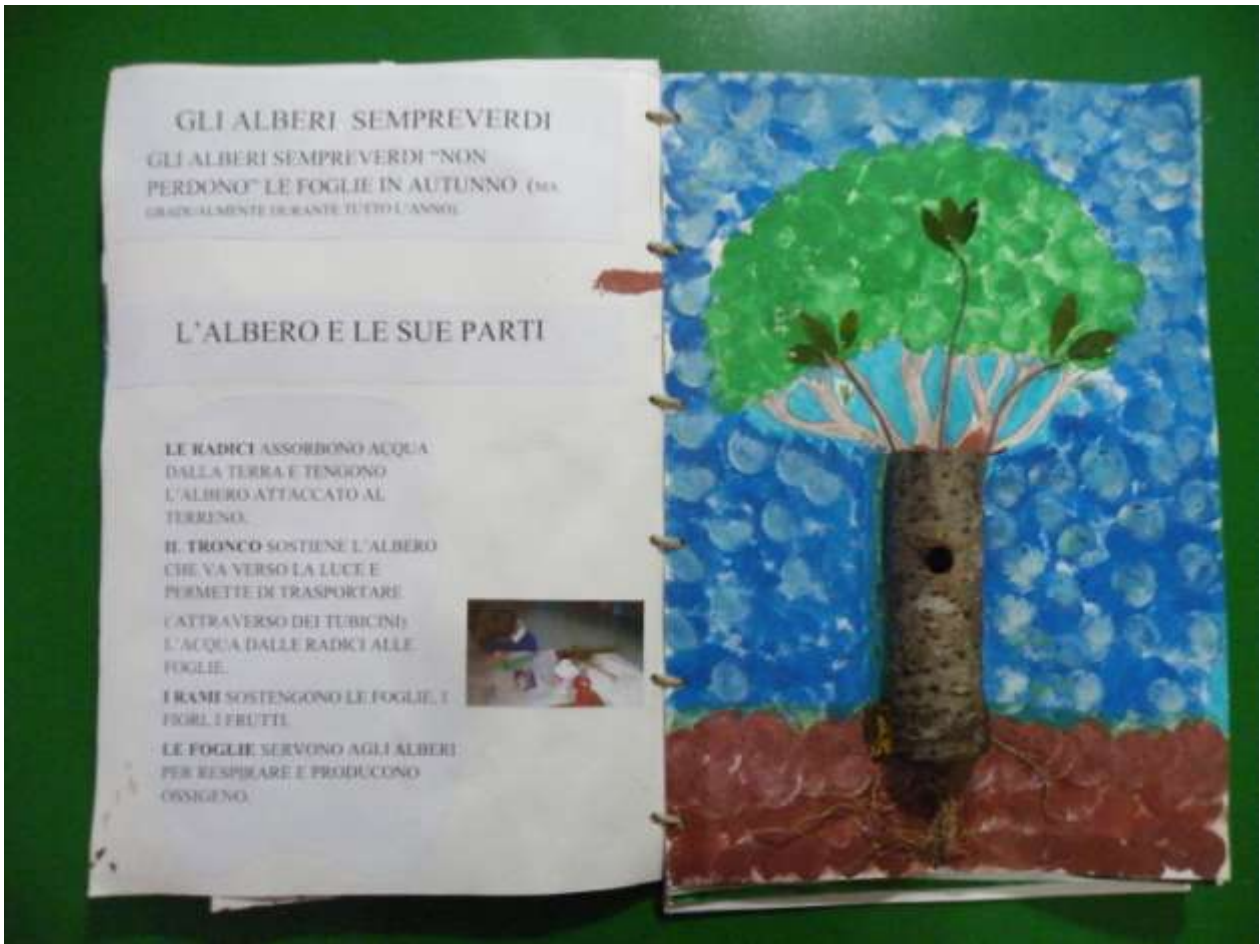 GLI ALBERI SEMPREVERDI
GLI ALBERI SEMPREVERDI “NON
PERDONO” LE FOGLIE IN AUTUNNO (MA
GRADUALMENTE DURANTE TUTTO L'ANNO).
L'ALBERO E LE SUE PARTI
LE RADICI ASSORBONO ACQUA
DALLA TERRA E TENGONO
L'ALBERO ATTACCATO AL
TERRENO.
IL TRONCO SOSTIENE L'ALBERO
CHE VA VERSO LA LUCE E
PERMETTE DI TRASPORTARE
(ATTRAVERSO DEI TUBICINI)
L'ACQUA DALLE RADICI ALLE
FOGLIE.
I RAMI SOSTENGONO LE FOGLIE, I
FIORI, I FRUTTI.
LE FOGLIE SERVONO AGLI ALBERI
PER RESPIRARE E PRODUCONO
OSSIGENO.